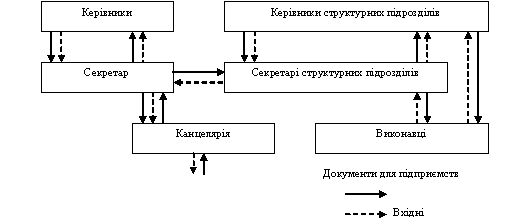 Керівники
Керівники структурних підрозділів
Секретар
Секретарі структурних підрозділів
Канцелярія
Виконавці
Документи для підприємств
Вхідні